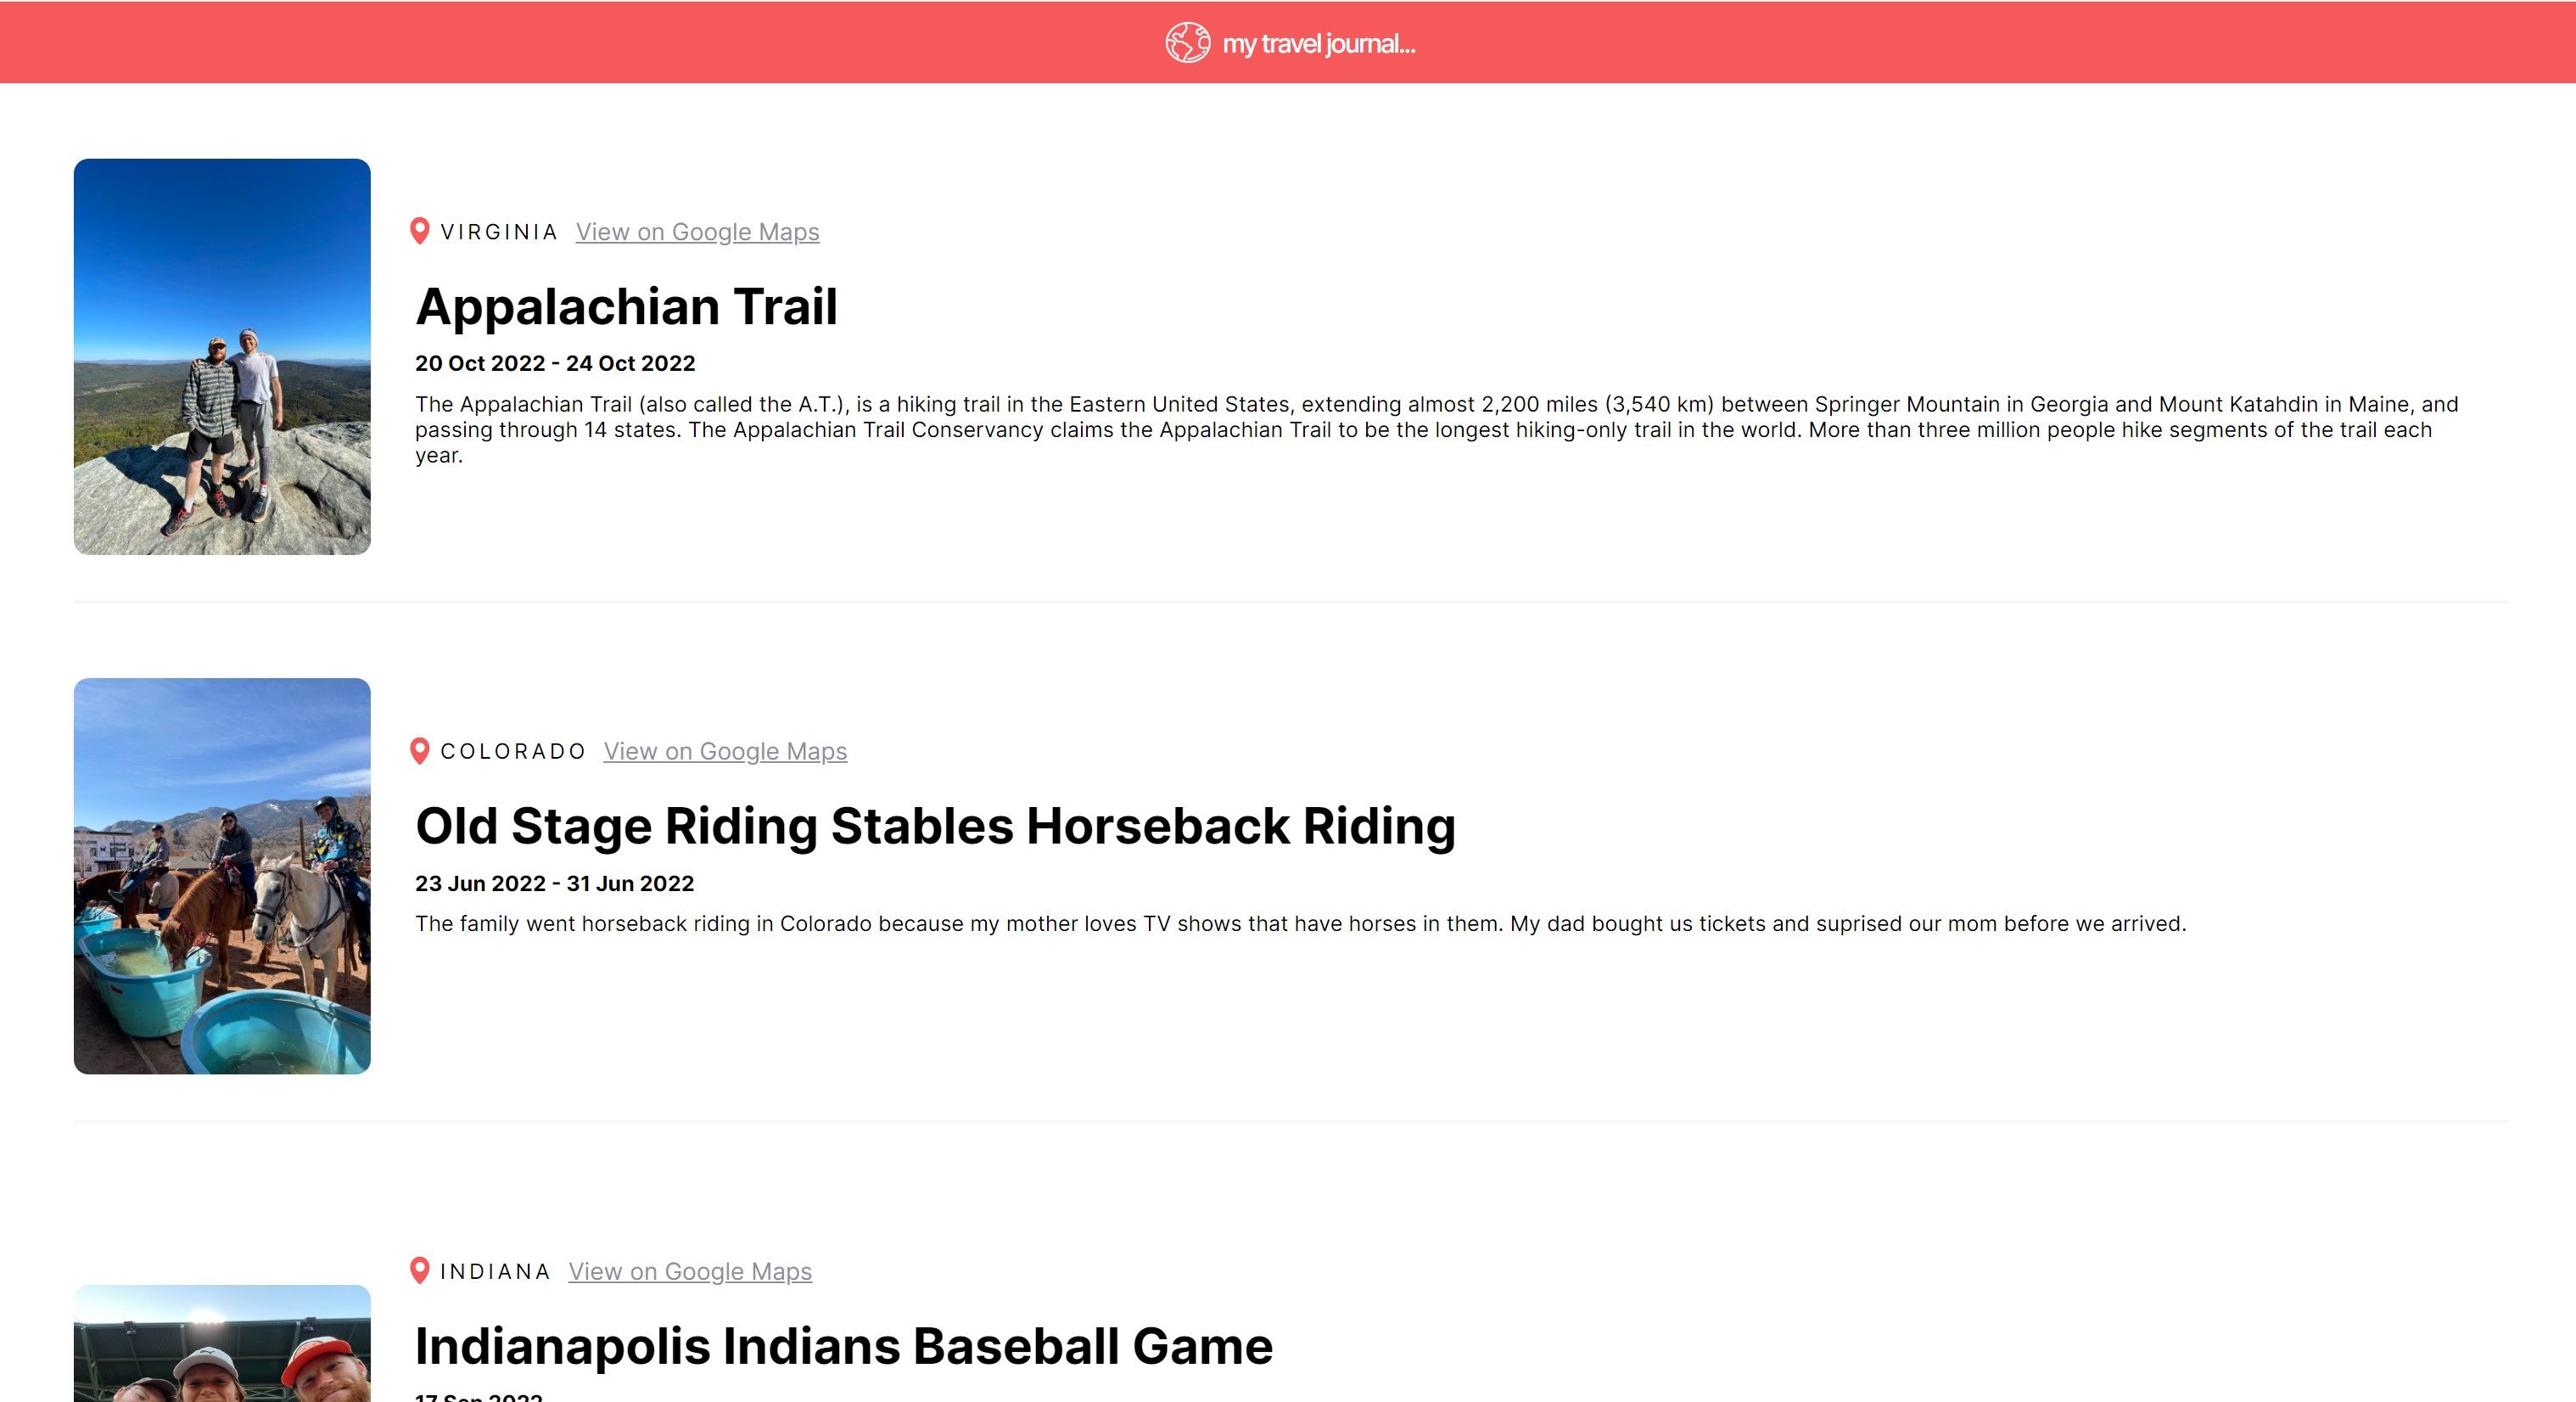 my travel journal...
VIRGINIA View on Google Maps
Appalachian Trail
20 Oct 2022 - 24 Oct 2022
The Appalachian Trail (also called the A.T.), is a hiking trail in the Eastern United States, extending almost 2,200 miles (3,540 km) between Springer Mountain in Georgia and Mount Katahdin in Maine, and
passing through 14 states. The Appalachian Trail Conservancy claims the Appalachian Trail to be the longest hiking-only trail in the world. More than three million people hike segments of the trail each
year.
COLORADO View on Google Maps
Old Stage Riding Stables Horseback Riding
23 Jun 2022 - 31 Jun 2022
The family went horseback riding in Colorado because my mother loves TV shows that have horses in them. My dad bought us tickets and suprised our mom before we arrived.
INDIANA View on Google Maps
Indianapolis Indians Baseball Game
17 Sep 2022